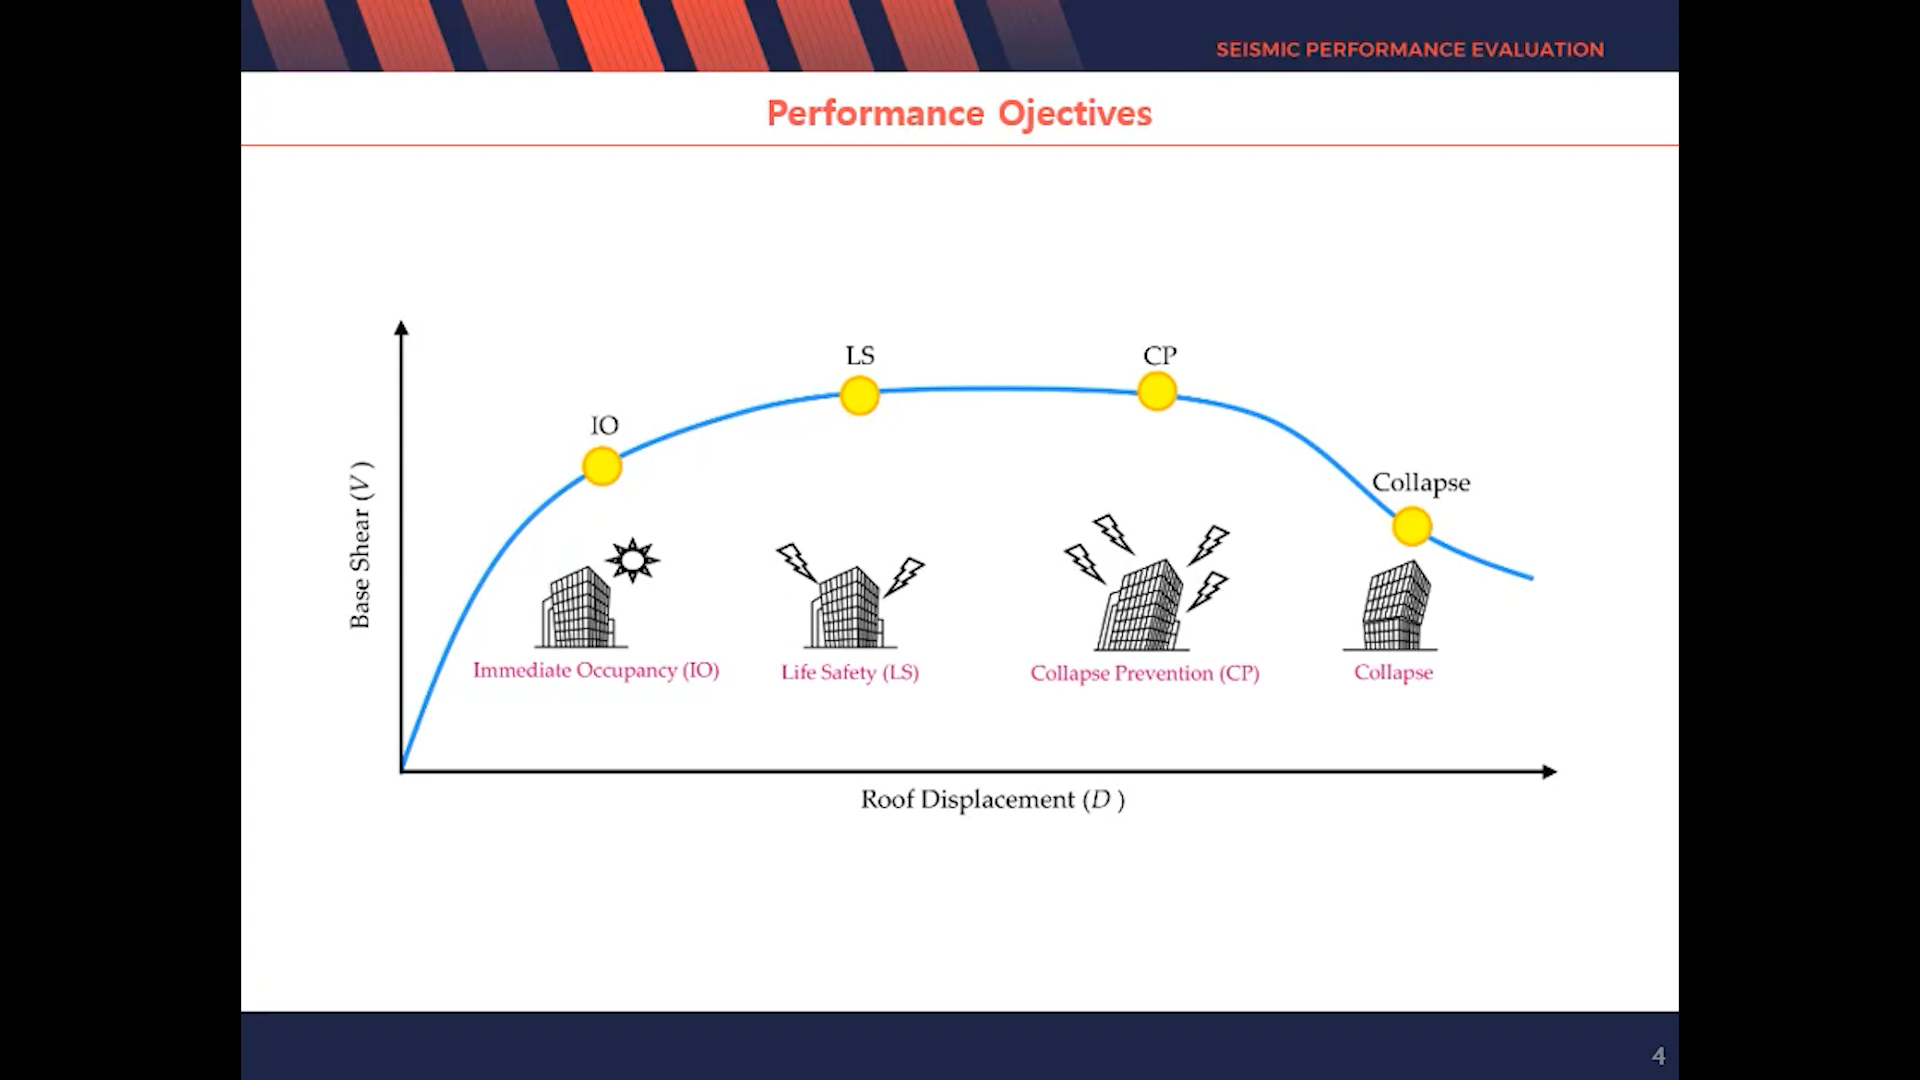 SEISMIC PERFORMANCE EVALUATION
Performance Ojectives
LS
CP
IO
Collapse
Base Shear (V )
Immediate Occupancy (IO)
Life Safety (LS)
Collapse Prevention (CP)
Collapse
Roof Displacement (D )
4